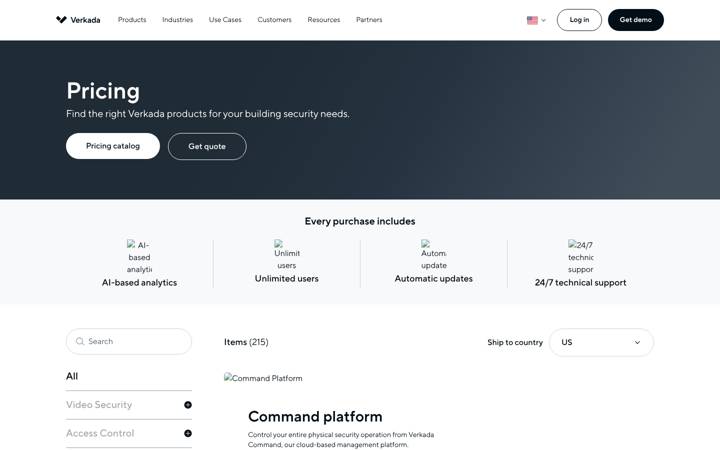 Verkada Products Industries Use Cases Customers Resources Partners Log in Get demo
Pricing
Find the right Verkada products for your building security needs.
Pricing catalog Get quote
Every purchase includes
AI-
based
analytic
AI-based analytics
Unlimit
users
Unlimited users
Autom
update
Automatic updates
24/7
technic
suppor
24/7 technical support
Search
Items (215)
Ship to country US
All
Command Platform
Video Security
Command platform
Access Control
Control your entire physical security operation from Verkada
Command, our cloud-based management platform.